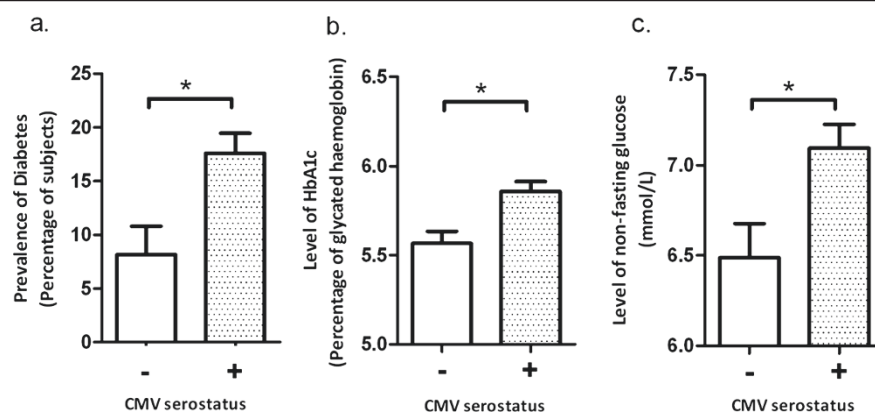 a.
Prevalence of Diabetes
(Percentage of subjects)
25
20
15
10
5
0
*
-
+
CMV serostatus
b.
Level of HbA1c
(Percentage of glycated haemoglobin)
6.5
6.0
5.5
5.0
*
-
+
CMV serostatus
c.
Level of non-fasting glucose
(mmol/L)
7.5
7.0
6.5
6.0
*
-
+
CMV serostatus